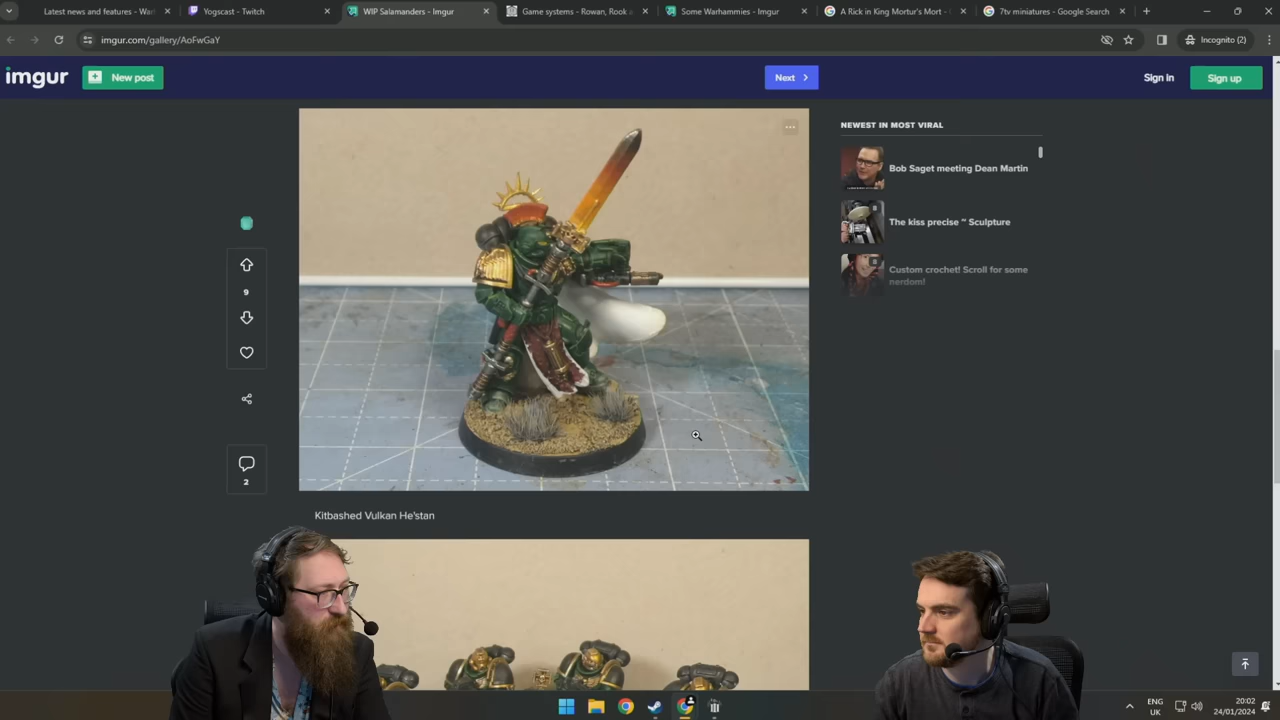 Latest news and features - War
Yogscast - Twitch
WIP Salamanders - Imgur
Game systems - Rowan, Rook a
Some Warhammies - Imgur
A Rick in King Mortur's Mort -
7tv miniatures - Google Search
imgur.com/gallery/AoFwGaY
Incognito (2)
imgur
New post
Next
Sign in
Sign up
NEWEST IN MOST VIRAL
Bob Saget meeting Dean Martin
The kiss precise ~ Sculpture
Custom crochet! Scroll for some
nerdom!
9
2
Kitbashed Vulkan He'stan
ENG
UK
20:02
24/01/2024